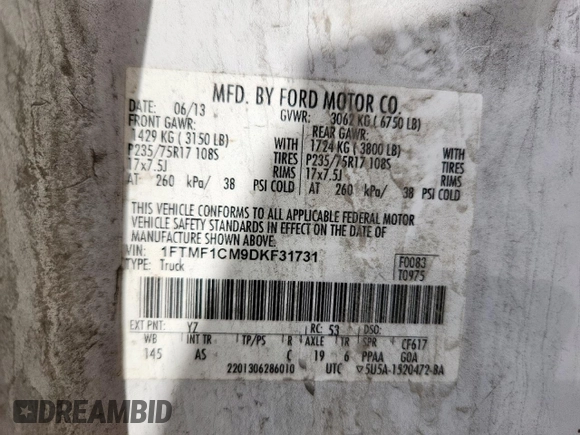 MFD. BY FORD MOTOR CO.
DATE: 06/13 GVWR: 3062 KG ( 6750 LB)
FRONT GAWR: REAR GAWR:
1429 KG ( 3150 LB) WITH 1724 KG ( 3800 LB) WITH
P235/75R17 108S TIRES P235/75R17 108S TIRES
17x7.5J RIMS 17x7.5J RIMS
AT 260 kPa/ 38 PSI COLD AT 260 kPa/ 38 PSI COLD
THIS VEHICLE CONFORMS TO ALL APPLICABLE FEDERAL MOTOR
VEHICLE SAFETY STANDARDS IN EFFECT ON THE DATE OF
MANUFACTURE SHOWN ABOVE.
VIN: 1FTMF1CM9DKF31731 F0083
TYPE: Truck T0975
EXT PNT: YZ RC: 53 DSO:
WB INT TR TP/PS R AXLE TR SPR CF617
145 AS C 19 6 PPAA GOA
2201306286010 UTC ▽5U5A-1520472-BA
DREAMBID
START BID & WIN